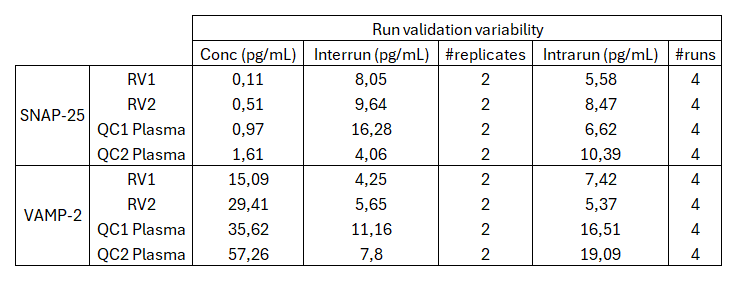 Run validation variability
Conc (pg/mL) Interrun (pg/mL) #replicates Intrarun (pg/mL) #runs
SNAP-25
RV1 0,11 8,05 2 5,58 4
RV2 0,51 9,64 2 8,47 4
QC1 Plasma 0,97 16,28 2 6,62 4
QC2 Plasma 1,61 4,06 2 10,39 4
VAMP-2
RV1 15,09 4,25 2 7,42 4
RV2 29,41 5,65 2 5,37 4
QC1 Plasma 35,62 11,16 2 16,51 4
QC2 Plasma 57,26 7,8 2 19,09 4